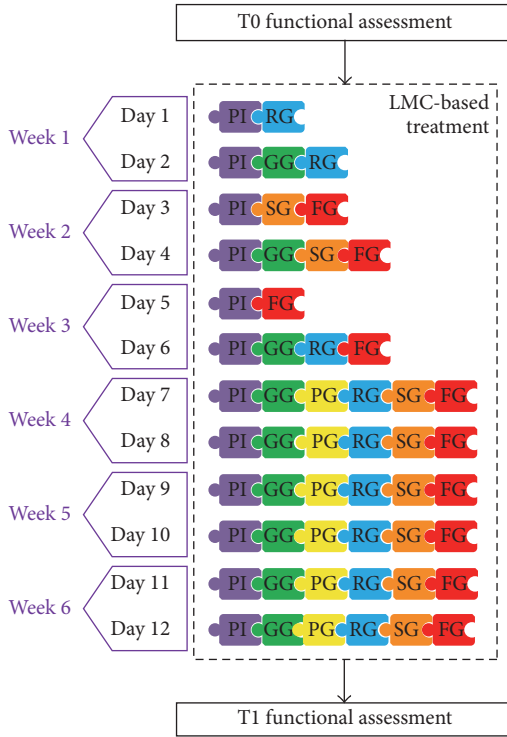 T0 functional assessment
LMC-based
treatment
Week 1
Day 1
PI RG
Day 2
PI GG RG
Week 2
Day 3
PI SG FG
Day 4
PI GG SG FG
Week 3
Day 5
PI FG
Day 6
PI GG RG FG
Week 4
Day 7
PI GG PG RG SG FG
Day 8
PI GG PG RG SG FG
Week 5
Day 9
PI GG PG RG SG FG
Day 10
PI GG PG RG SG FG
Week 6
Day 11
PI GG PG RG SG FG
Day 12
PI GG PG RG SG FG
T1 functional assessment